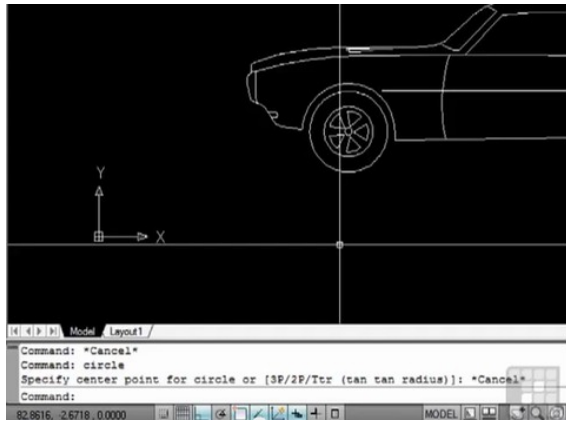 Y
X
Model Layout1
Command: *Cancel*
Command: circle
Specify center point for circle or [3P/2P/Ttr (tan tan radius)]: *Cancel*
Command:
82.8616, -2.6718, 0.0000 MODEL